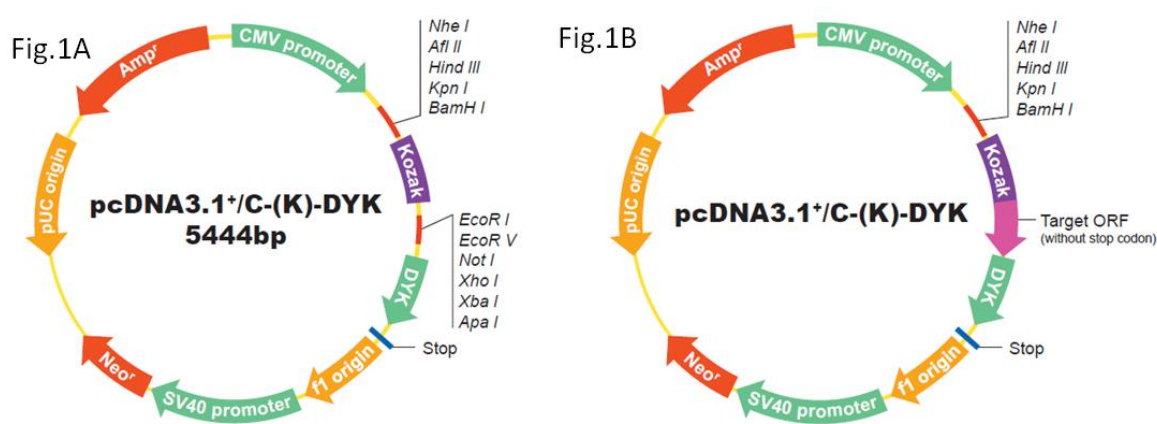 Fig.1A
Amp^r
CMV promoter
Nhe I
Afl II
Hind III
Kpn I
BamH I
Kozak
pUC origin
pcDNA3.1⁺/C-(K)-DYK
5444bp
EcoR I
EcoR V
Not I
Xho I
Xba I
Apa I
DYK
Stop
f1 origin
SV40 promoter
Neo^r
Fig.1B
Amp^r
CMV promoter
Nhe I
Afl II
Hind III
Kpn I
BamH I
Kozak
pUC origin
pcDNA3.1⁺/C-(K)-DYK
Target ORF
(without stop codon)
DYK
Stop
f1 origin
SV40 promoter
Neo^r